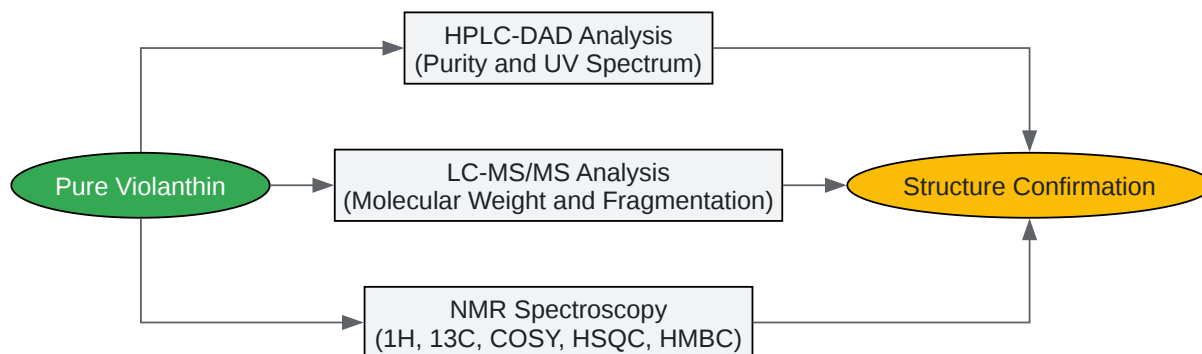 HPLC-DAD Analysis
(Purity and UV Spectrum)
Pure Violanthin
LC-MS/MS Analysis
(Molecular Weight and Fragmentation)
Structure Confirmation
NMR Spectroscopy
(1H, 13C, COSY, HSQC, HMBC)